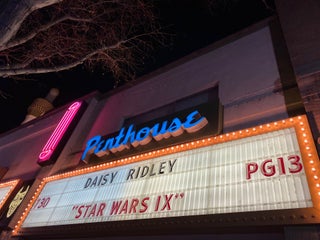 Penthouse
DAISY RIDLEY
PG13
"STAR WARS IX"